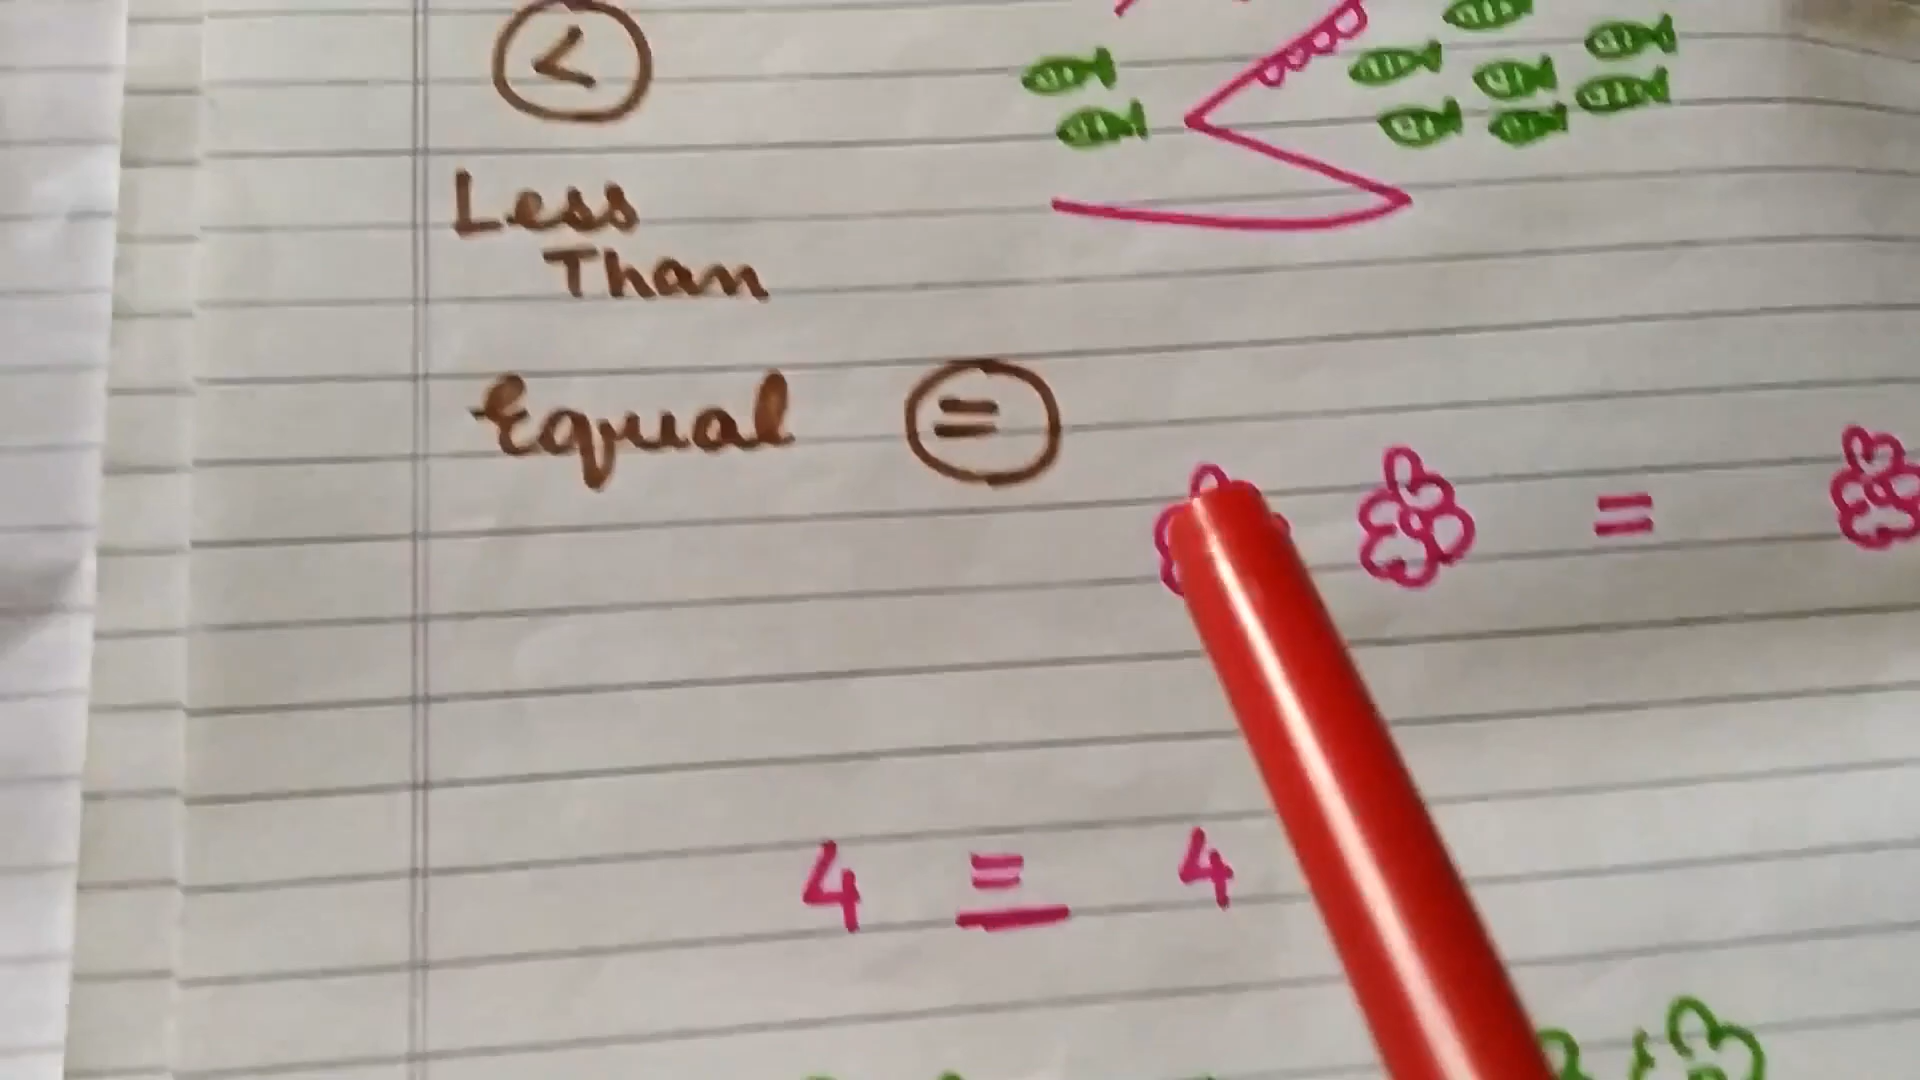 <
Less
Than
Equal =
=
4 = 4